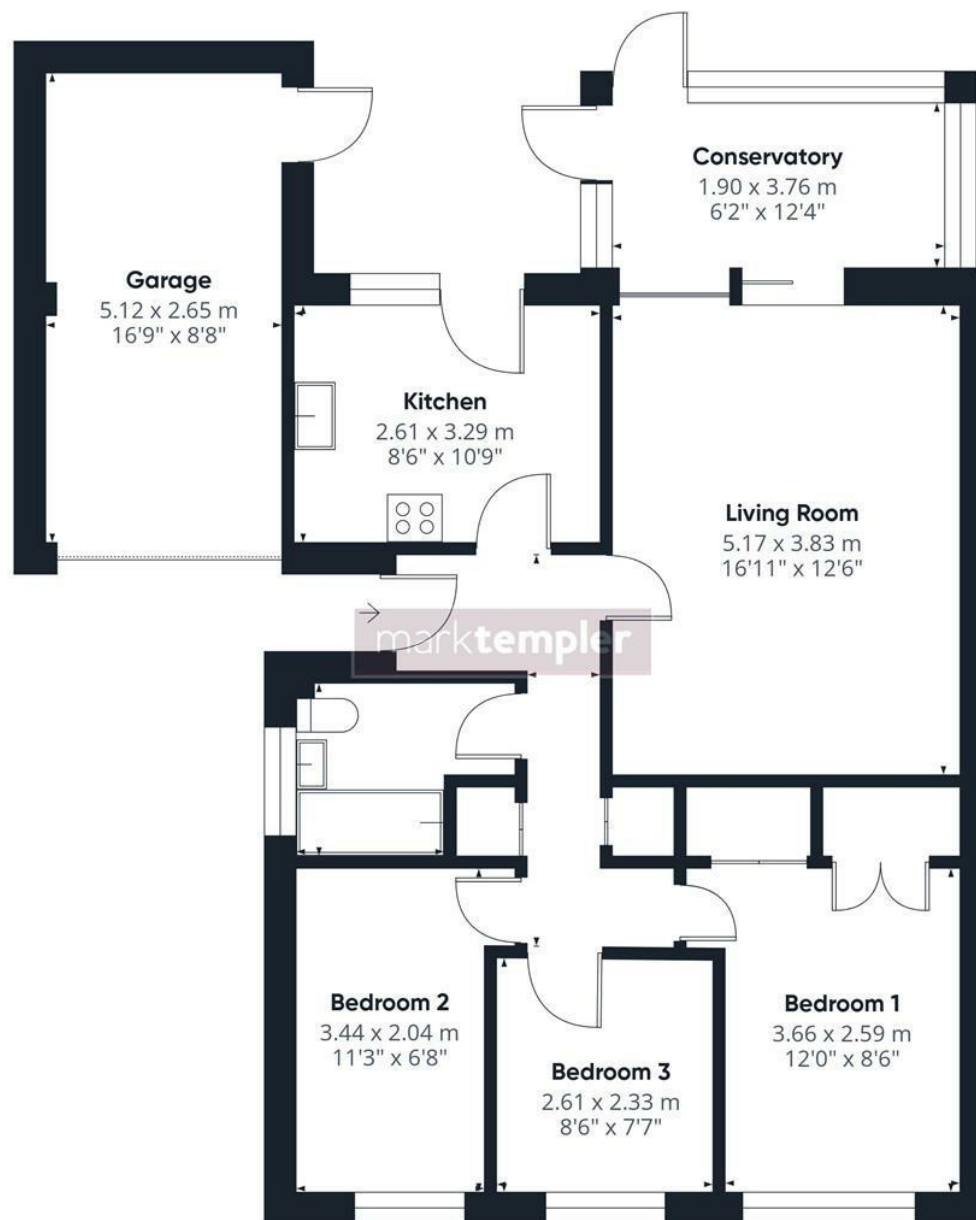 Conservatory
1.90 x 3.76 m
6'2" x 12'4"
Garage
5.12 x 2.65 m
16'9" x 8'8"
Kitchen
2.61 x 3.29 m
8'6" x 10'9"
Living Room
5.17 x 3.83 m
16'11" x 12'6"
marktempler
Bedroom 2
3.44 x 2.04 m
11'3" x 6'8"
Bedroom 3
2.61 x 2.33 m
8'6" x 7'7"
Bedroom 1
3.66 x 2.59 m
12'0" x 8'6"